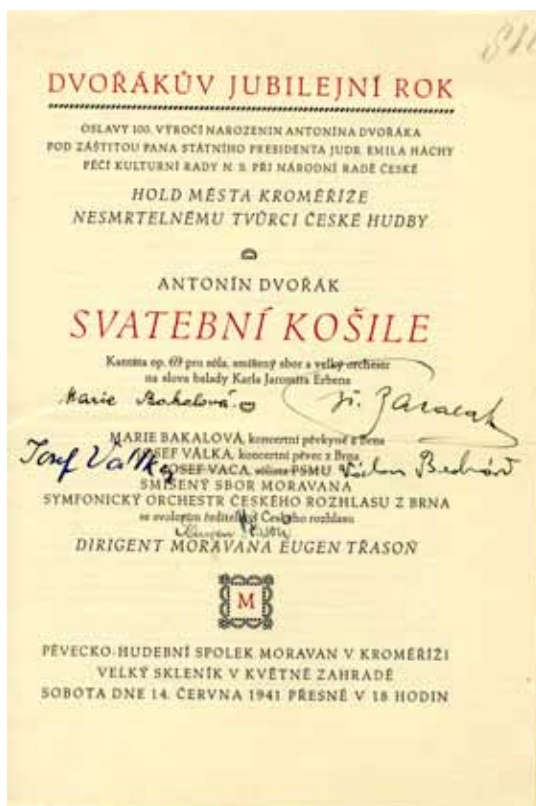 DVOŘÁKŮV JUBILEJNÍ ROK
OSLAVY 100. VÝROČÍ NAROZENIN ANTONÍNA DVOŘÁKA
POD ZÁŠTITOU PANA STÁTNÍHO PRESIDENTA JUDR. EMILA HÁCHY
PÉČÍ KULTURNÍ RADY N. S. PŘI NÁRODNÍ RADĚ ČESKÉ
HOLD MĚSTA KROMĚŘÍŽE
NESMRTELNÉMU TVŮRCI ČESKÉ HUDBY
ANTONÍN DVOŘÁK
SVATEBNÍ KOŠILE
Kantáta op. 69 pro sóla, smíšený sbor a velký orchestr
na slova balady Karla Jaromíra Erbena
Marie Bakalová
MARIE BAKALOVÁ, koncertní pěvkyně z Brna
JOSEF VÁLKA, koncertní pěvec z Brna
Josef Válka
JOSEF VACA, sólista PSMU Václav Bednář
SMÍŠENÝ SBOR MORAVANA
SYMFONICKÝ ORCHESTR ČESKÉHO ROZHLASU Z BRNA
se svolením ředitelství Českého rozhlasu
DIRIGENT MORAVANA EUGEN TŘASOŇ
M
PĚVECKO-HUDEBNÍ SPOLEK MORAVAN V KROMĚŘÍŽI
VELKÝ SKLENÍK V KVĚTNÉ ZAHRADĚ
SOBOTA DNE 14. ČERVNA 1941 PŘESNĚ V 18 HODIN